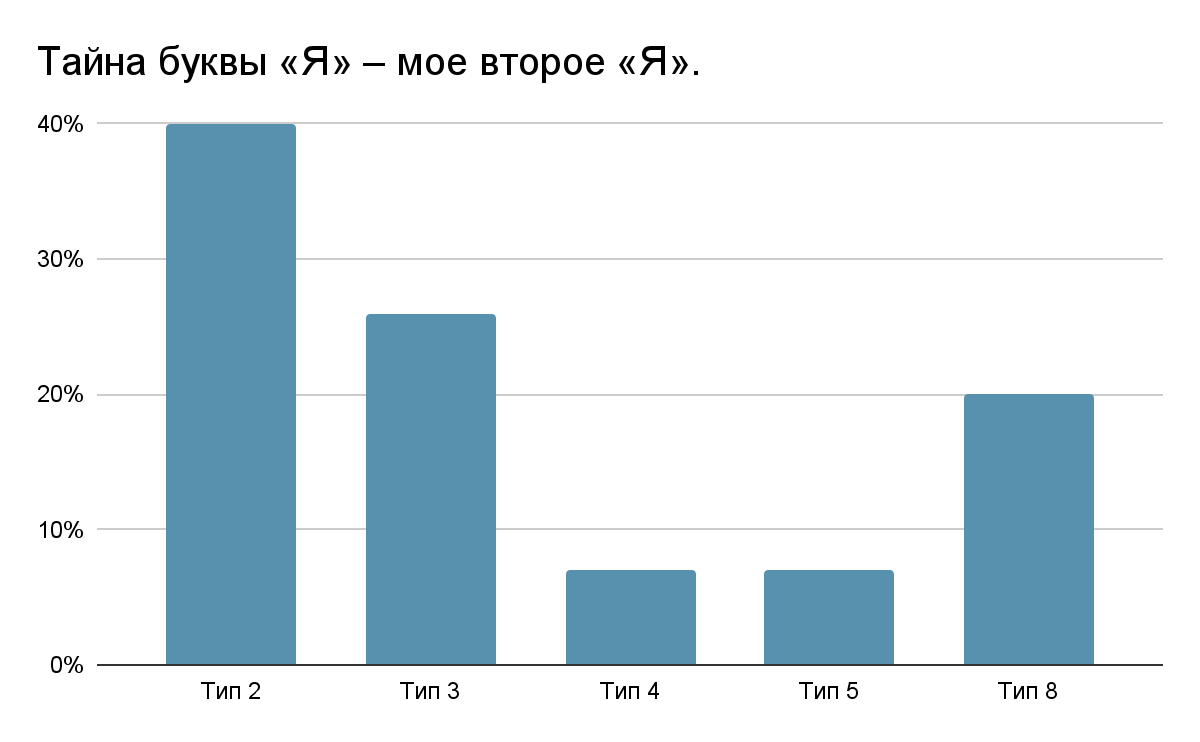 Тайна буквы «Я» – мое второе «Я».
40%
30%
20%
10%
0%
Тип 2 Тип 3 Тип 4 Тип 5 Тип 8